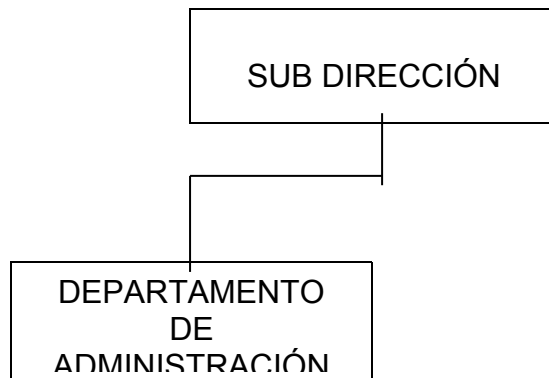 SUB DIRECCIÓN
DEPARTAMENTO
DE
ADMINISTRACIÓN